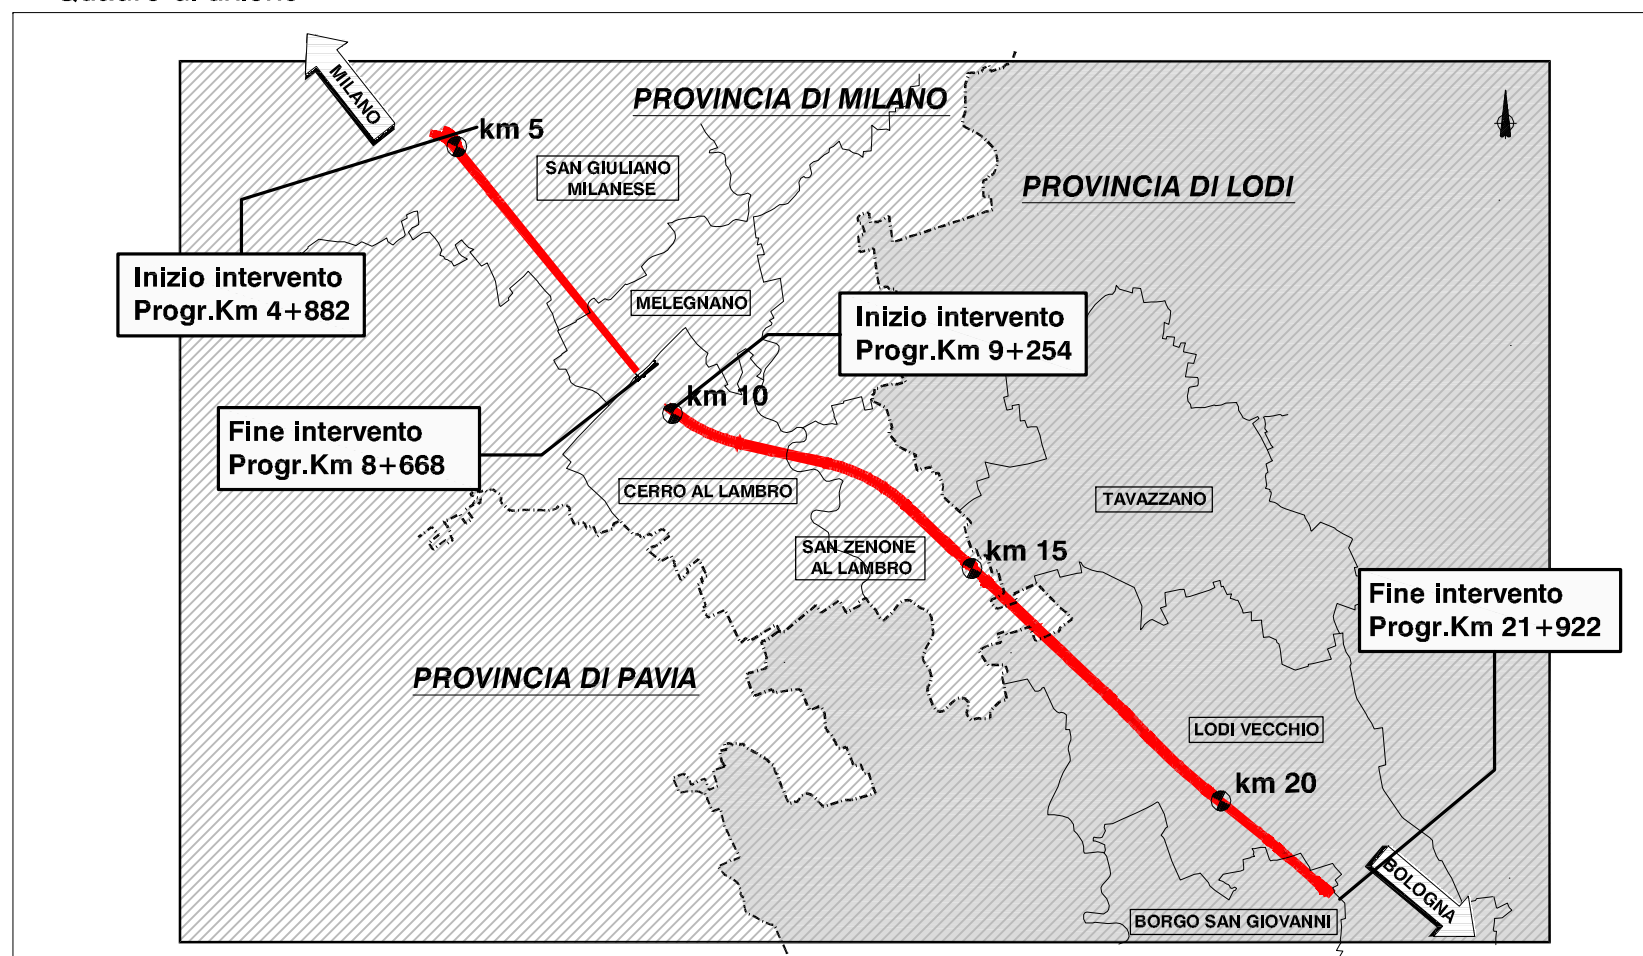 Quadro di unione
MILANO
PROVINCIA DI MILANO
km 5
SAN GIULIANO
MILANESE
PROVINCIA DI LODI
Inizio intervento
Progr.Km 4+882
MELEGNANO
Inizio intervento
Progr.Km 9+254
km 10
Fine intervento
Progr.Km 8+668
CERRO AL LAMBRO
TAVAZZANO
SAN ZENONE
AL LAMBRO
km 15
Fine intervento
Progr.Km 21+922
PROVINCIA DI PAVIA
LODI VECCHIO
km 20
BOLOGNA
BORGO SAN GIOVANNI